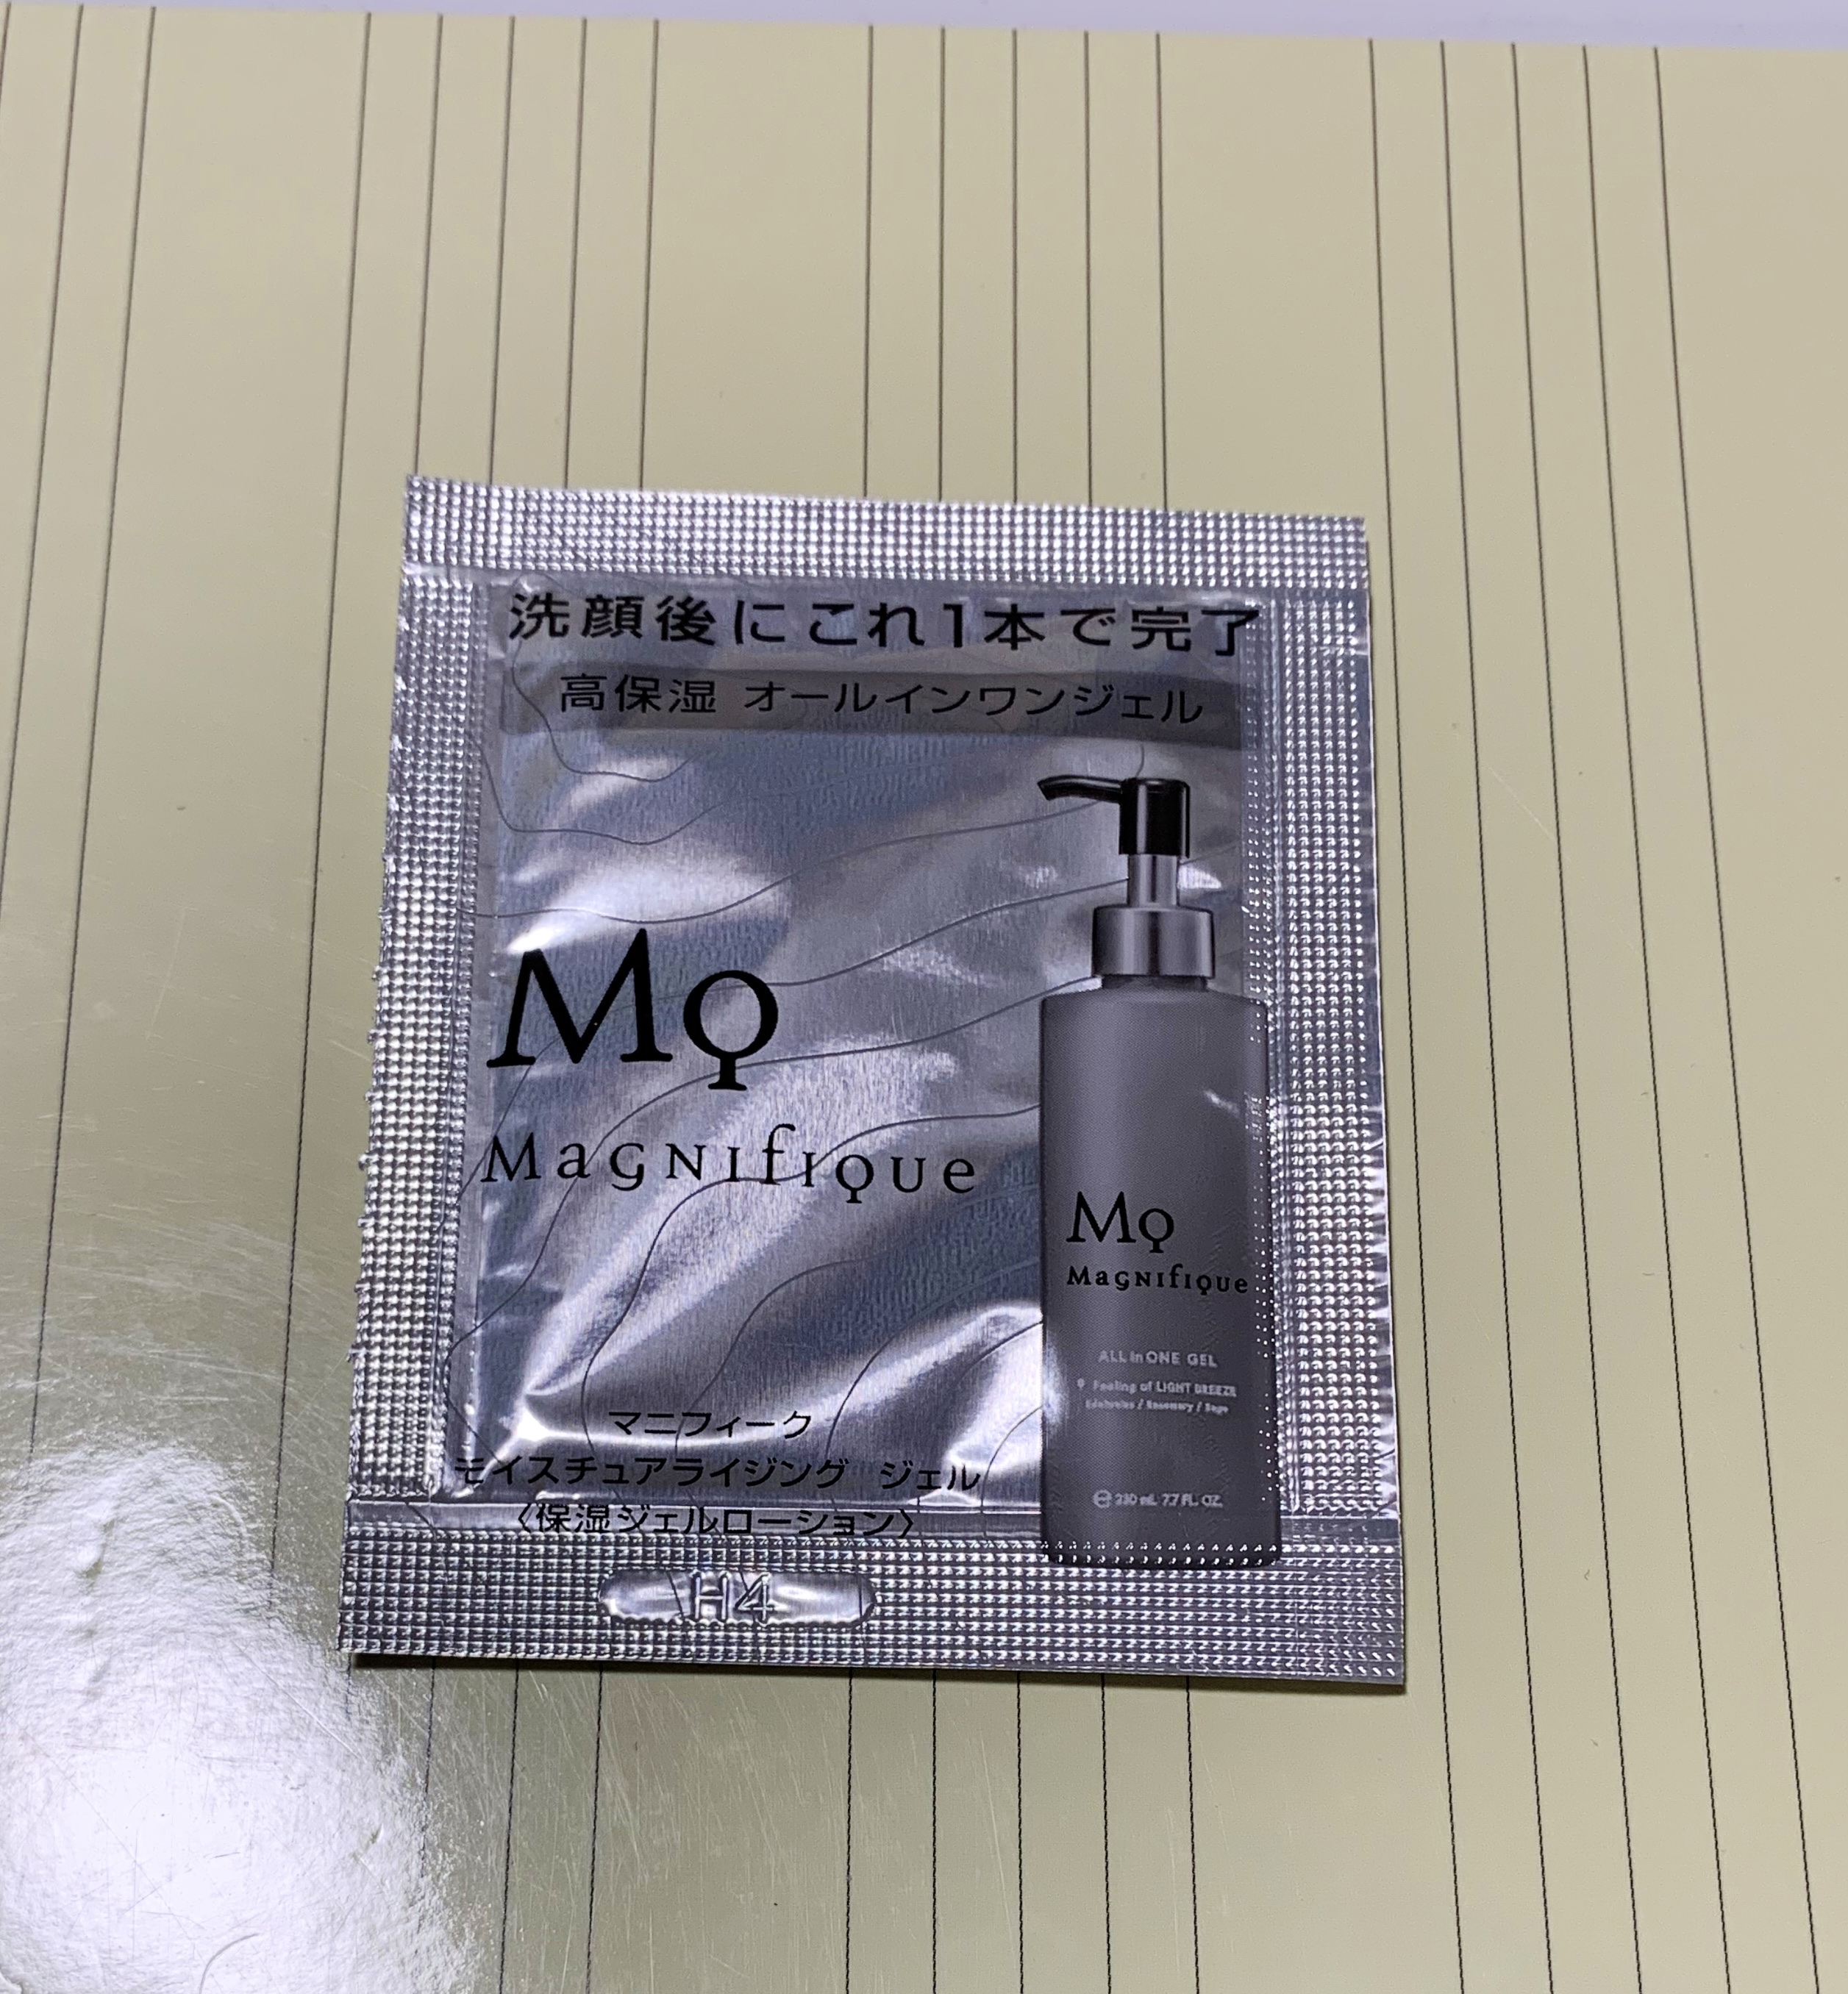 洗顔後にこれ1本で完了
高保湿 オールインワンジェル
MQ
MaGNIfIQUe
MQ
MaGNIfIQUe
ALL in ONE GEL
Feeling of LIGHT BREEZE
Edelweiss / Rosemary / Sage
℮ 230 mL 7.7 FL. OZ.
マニフィーク
モイスチュアライジング ジェル
〈保湿ジェルローション〉
H4